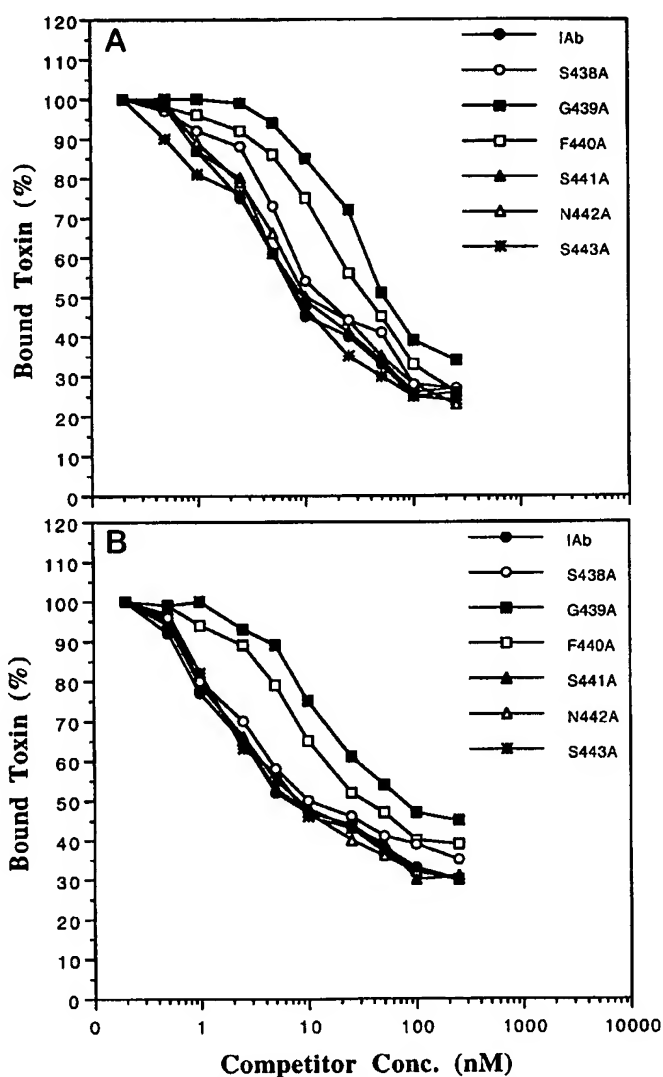 A
120
110
100
90
80
70
60
50
40
30
20
10
0
Bound Toxin (%)
IAb
S438A
G439A
F440A
S441A
N442A
S443A
B
120
110
100
90
80
70
60
50
40
30
20
10
0
Bound Toxin (%)
IAb
S438A
G439A
F440A
S441A
N442A
S443A
0 1 10 100 1000 10000
Competitor Conc. (nM)